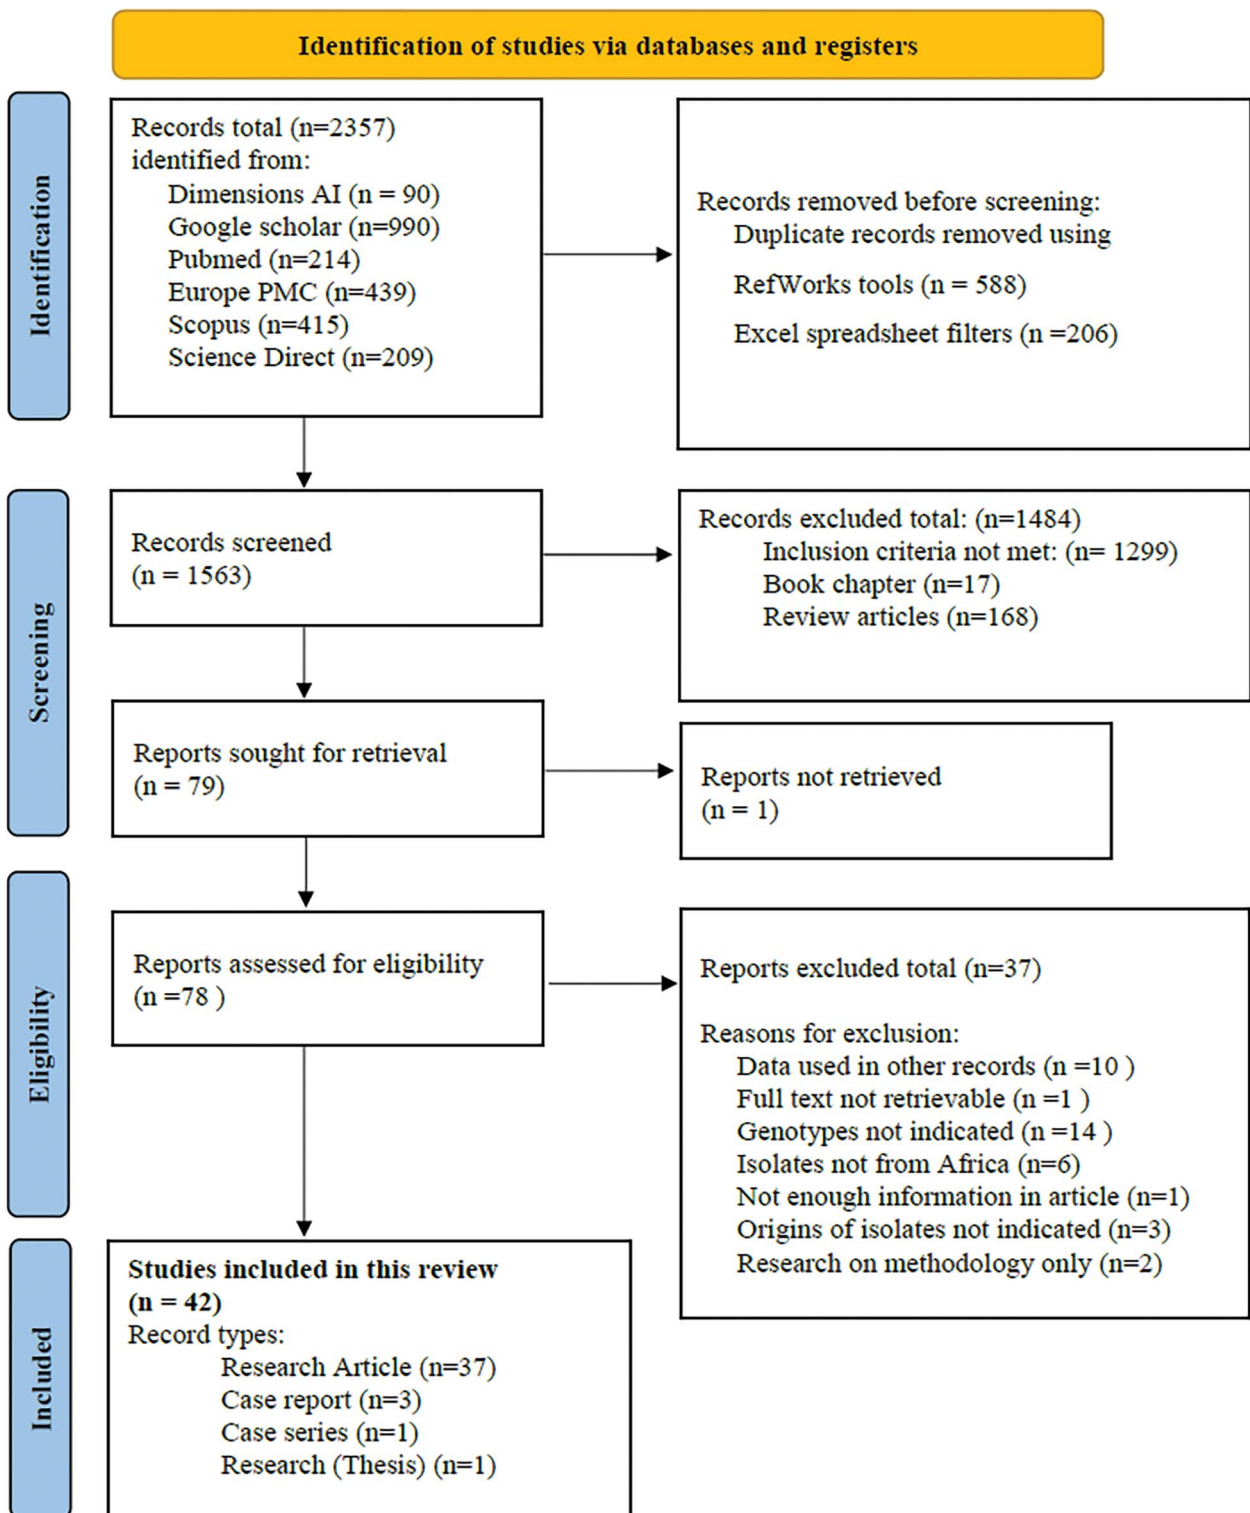 Identification of studies via databases and registers
Identification
Records total (n=2357)
identified from:
Dimensions AI (n = 90)
Google scholar (n=990)
Pubmed (n=214)
Europe PMC (n=439)
Scopus (n=415)
Science Direct (n=209)
Records removed before screening:
Duplicate records removed using
RefWorks tools (n = 588)
Excel spreadsheet filters (n =206)
Screening
Records screened
(n = 1563)
Records excluded total: (n=1484)
Inclusion criteria not met: (n= 1299)
Book chapter (n=17)
Review articles (n=168)
Reports sought for retrieval
(n = 79)
Reports not retrieved
(n = 1)
Eligibility
Reports assessed for eligibility
(n =78 )
Reports excluded total (n=37)
Reasons for exclusion:
Data used in other records (n =10 )
Full text not retrievable (n =1 )
Genotypes not indicated (n =14 )
Isolates not from Africa (n=6)
Not enough information in article (n=1)
Origins of isolates not indicated (n=3)
Research on methodology only (n=2)
Included
Studies included in this review
(n = 42)
Record types:
Research Article (n=37)
Case report (n=3)
Case series (n=1)
Research (Thesis) (n=1)